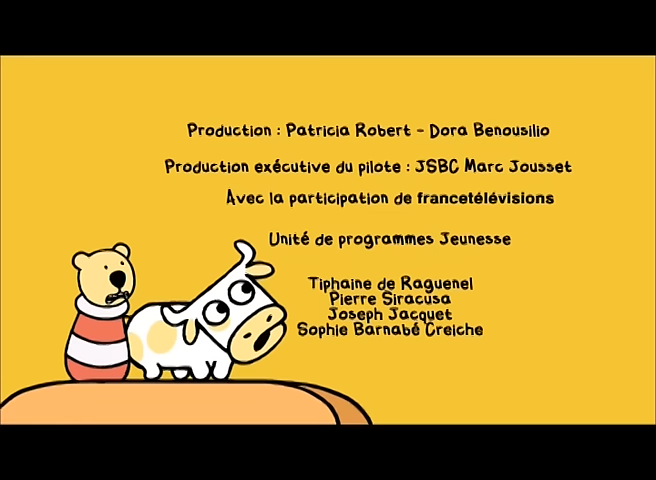 Production : Patricia Robert - Dora Benousilio
Production exécutive du pilote : JSBC Marc Jousset
Avec la participation de francetélévisions
Unité de programmes Jeunesse
Tiphaine de Raguenel
Pierre Siracusa
Joseph Jacquet
Sophie Barnabé Creiche